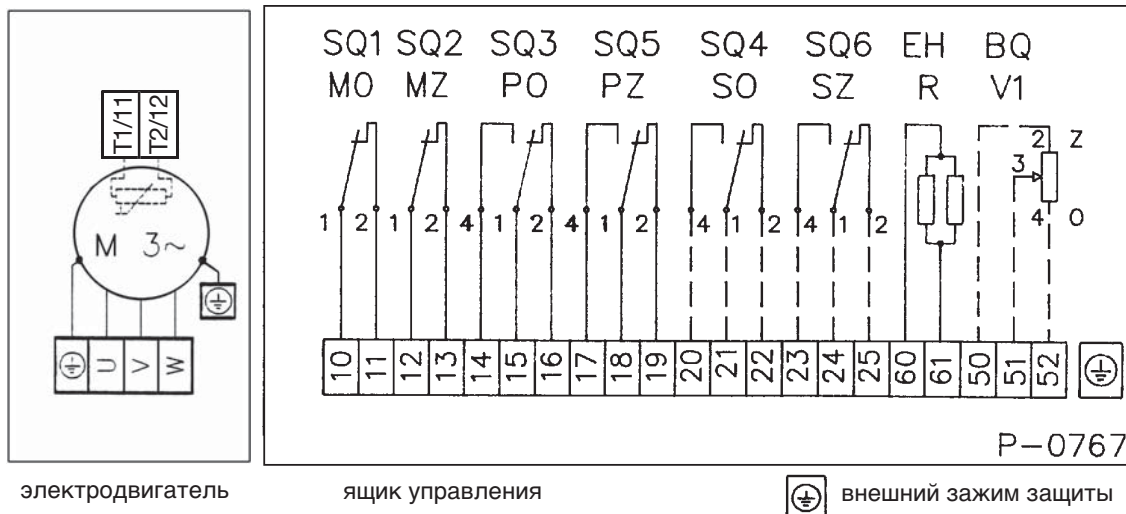 T1/11
T2/12
M 3~
U V W
SQ1 SQ2 SQ3 SQ5 SQ4 SQ6 EH BQ
MO MZ PO PZ SO SZ R V1
2 Z
3
1 2 1 2 4 1 2 4 1 2 4 1 2 4 1 2 4 O
10 11 12 13 14 15 16 17 18 19 20 21 22 23 24 25 60 61 50 51 52
P-0767
электродвигатель ящик управления внешний зажим защиты